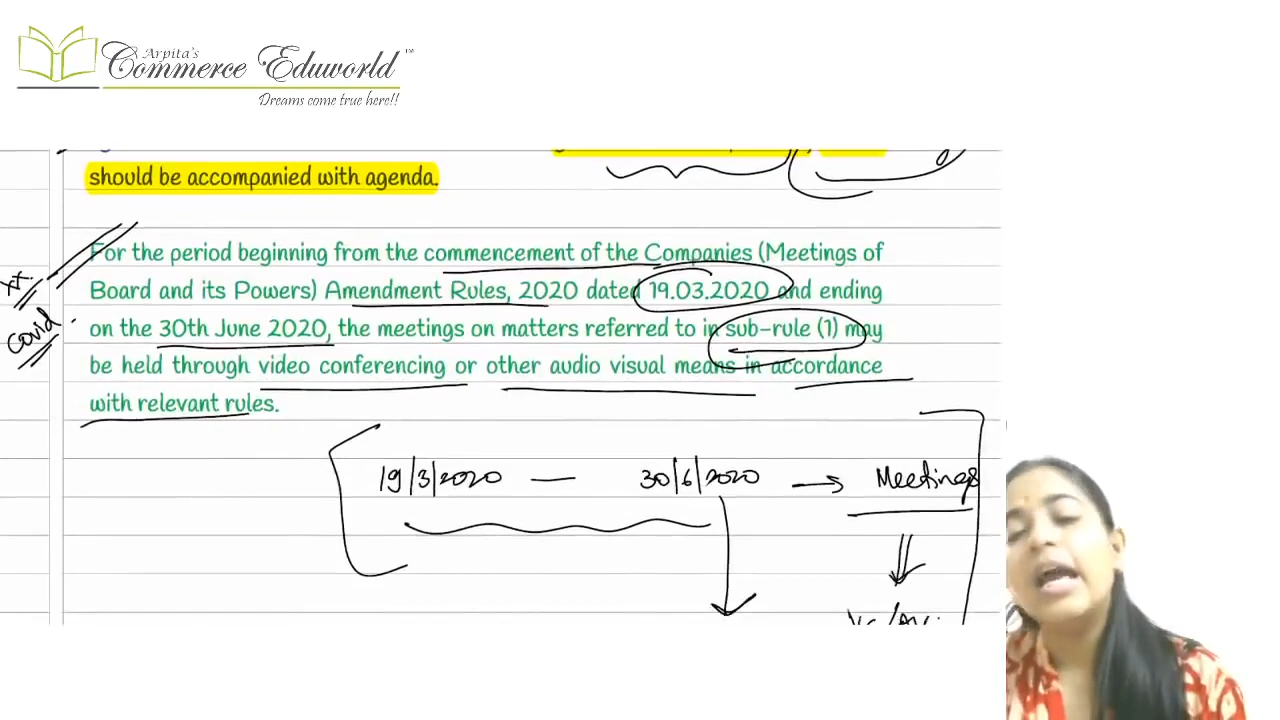 Arpita's
Commerce Eduworld™
Dreams come true here!!
should be accompanied with agenda.
For the period beginning from the commencement of the Companies (Meetings of
Board and its Powers) Amendment Rules, 2020 dated 19.03.2020 and ending
on the 30th June 2020, the meetings on matters referred to in sub-rule (1) may
be held through video conferencing or other audio visual means in accordance
with relevant rules.
xx
covid
19/3/2020 — 30/6/2020 → Meetings